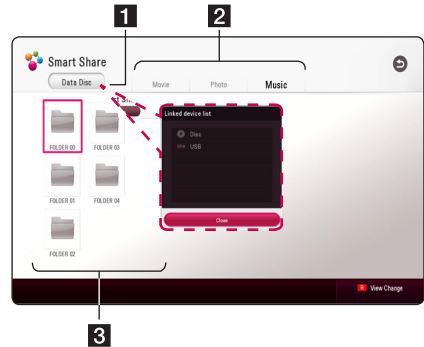 1
2
Smart Share
Data Disc
Movie
Photo
Music
Linked device list
Disc
USB
FOLDER 00
FOLDER 03
FOLDER 01
FOLDER 04
Close
FOLDER 02
View Change
3